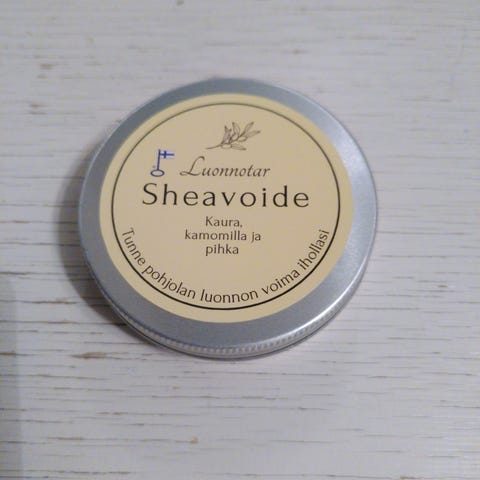 Luonnotar
Sheavoide
Kaura,
kamomilla ja
pihka
Tunne pohjolan luonnon voima ihollasi